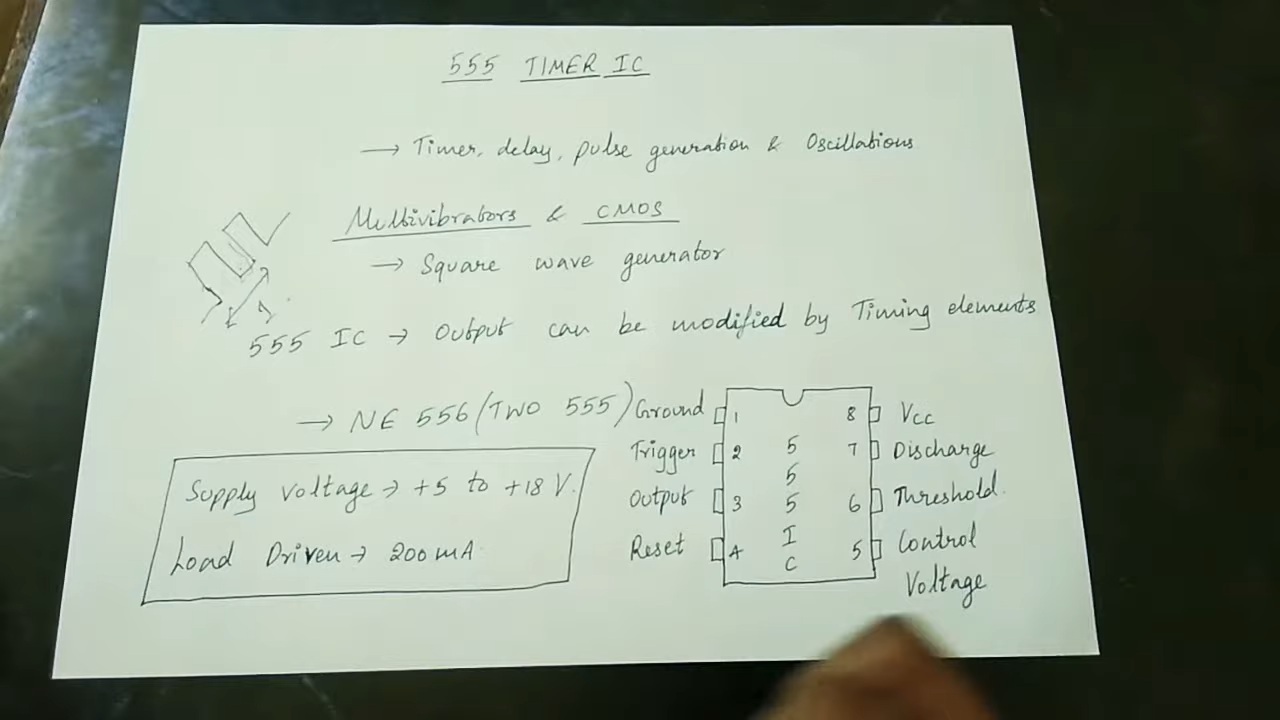 555 TIMER IC
→ Timer, delay, pulse generation & Oscillations
Multivibrators & CMOS
→ Square wave generator
555 IC → Output can be modified by Timing elements
→ NE 556 (TWO 555)
Supply Voltage → +5 to +18 V.
Load Driven → 200 mA
Ground 1
Trigger 2
Output 3
Reset 4
5
5
5
I
C
8 Vcc
7 Discharge
6 Threshold.
5 Control
Voltage